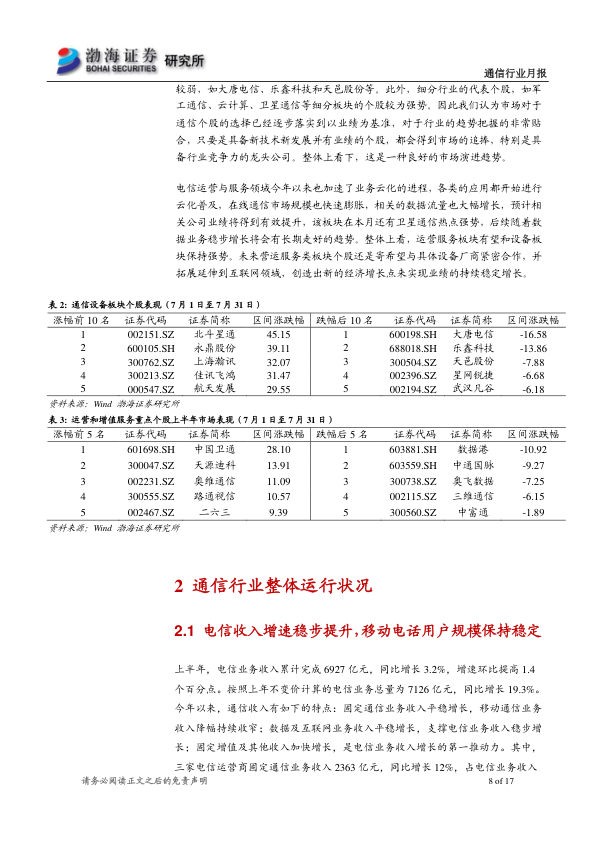 渤海证券 研究所
BOHAI SECURITIES
通信行业月报
较弱，如大唐电信、乐鑫科技和天邑股份等。此外，细分行业的代表个股，如军
工通信、云计算、卫星通信等细分板块的个股较为强势。因此我们认为市场对于
通信个股的选择已经逐步落实到以业绩为基准，对于行业的趋势把握的非常贴
合，只要是具备新技术新发展并有业绩的个股，都会得到市场的追捧，特别是具
备行业竞争力的龙头公司。整体上看下，这是一种良好的市场演进趋势。
电信运营与服务领域今年以来也加速了业务云化的进程，各类的应用都开始进行
云化普及，在线通信市场规模也快速膨胀，相关的数据流量也大幅增长，预计相
关公司业绩将得到有效提升，该板块在本月还有卫星通信热点强势，后续随着数
据业务稳步增长将会有长期走好的趋势。整体上看，运营服务板块有望和设备板
块保持强势。未来营运服务类板块个股还是寄希望与具体设备厂商紧密合作，并
拓展延伸到互联网领域，创造出新的经济增长点来实现业绩的持续稳定增长。
表 2: 通信设备板块个股表现（7 月 1 日至 7 月 31 日）
涨幅前 10 名 证券代码 证券简称 区间涨跌幅 跌幅后 10 名 证券代码 证券简称 区间涨跌幅
1 002151.SZ 北斗星通 45.15 1 600198.SH 大唐电信 -16.58
2 600105.SH 永鼎股份 39.11 2 688018.SH 乐鑫科技 -13.86
3 300762.SZ 上海瀚讯 32.07 3 300504.SZ 天邑股份 -7.88
4 300213.SZ 佳讯飞鸿 31.47 4 002396.SZ 星网锐捷 -6.68
5 000547.SZ 航天发展 29.55 5 002194.SZ 武汉凡谷 -6.18
资料来源：Wind 渤海证券研究所
表 3: 运营和增值服务重点个股上半年市场表现（7 月 1 日至 7 月 31 日）
涨幅前 5 名 证券代码 证券简称 区间涨跌幅 跌幅后 5 名 证券代码 证券简称 区间涨跌幅
1 601698.SH 中国卫通 28.10 1 603881.SH 数据港 -10.92
2 300047.SZ 天源迪科 13.91 2 603559.SH 中通国脉 -9.27
3 002231.SZ 奥维通信 11.09 3 300738.SZ 奥飞数据 -7.25
4 300555.SZ 路通视信 10.57 4 002115.SZ 三维通信 -6.15
5 002467.SZ 二六三 9.39 5 300560.SZ 中富通 -1.89
资料来源：Wind 渤海证券研究所
2 通信行业整体运行状况
2.1 电信收入增速稳步提升，移动电话用户规模保持稳定
上半年，电信业务收入累计完成 6927 亿元，同比增长 3.2%，增速环比提高 1.4
个百分点。按照上年不变价计算的电信业务总量为 7126 亿元，同比增长 19.3%。
今年以来，通信收入有如下的特点：固定通信业务收入平稳增长，移动通信业务
收入降幅持续收窄；数据及互联网业务收入平稳增长，支撑电信业务收入稳步增
长；固定增值及其他收入加快增长，是电信业务收入增长的第一推动力。其中，
三家电信运营商固定通信业务收入 2363 亿元，同比增长 12%，占电信业务收入
请务必阅读正文之后的免责声明 8 of 17